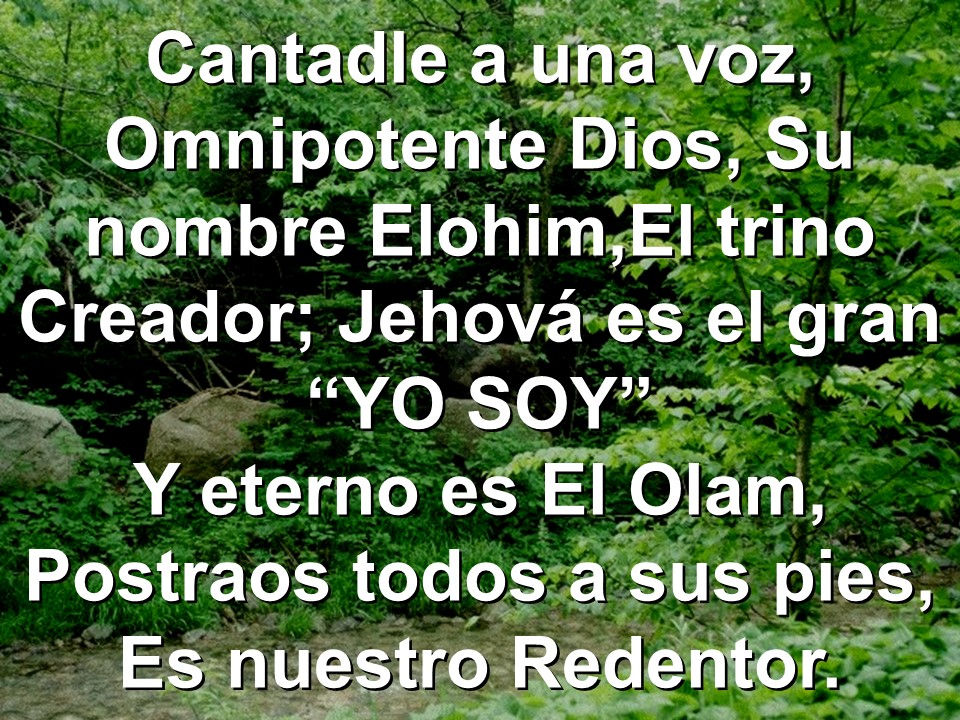 Cantadle a una voz,
Omnipotente Dios, Su
nombre Elohim,El trino
Creador; Jehová es el gran
“YO SOY”
Y eterno es El Olam,
Postraos todos a sus pies,
Es nuestro Redentor.